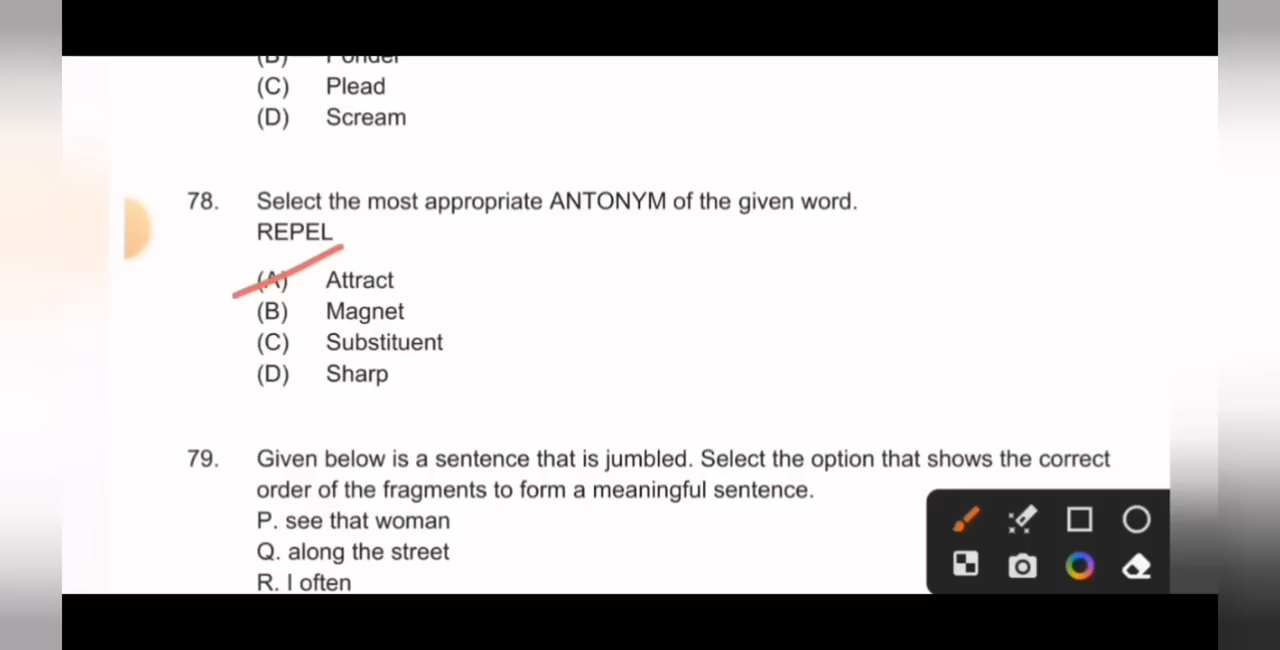 (B) Ponder
(C) Plead
(D) Scream
78. Select the most appropriate ANTONYM of the given word.
REPEL
(A) Attract
(B) Magnet
(C) Substituent
(D) Sharp
79. Given below is a sentence that is jumbled. Select the option that shows the correct
order of the fragments to form a meaningful sentence.
P. see that woman
Q. along the street
R. I often